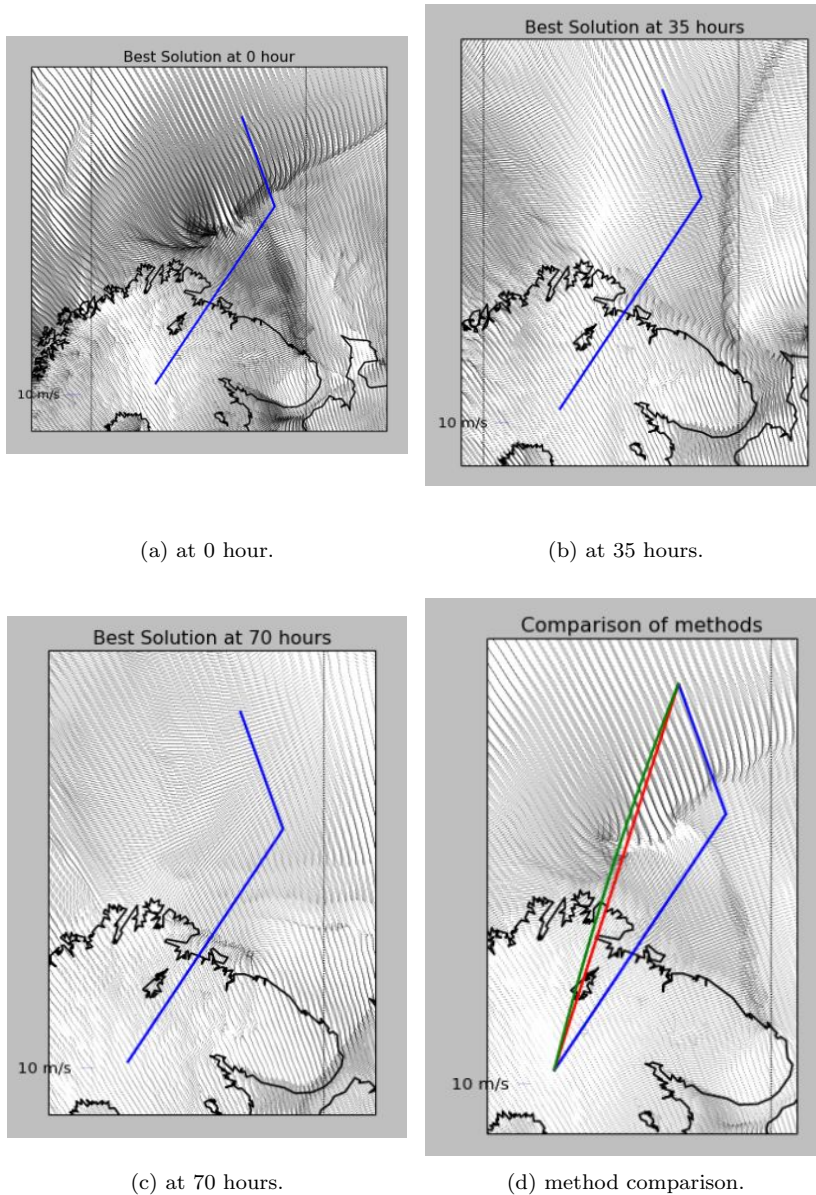 Best Solution at 0 hour
10 m/s
(a) at 0 hour.
Best Solution at 35 hours
10 m/s
(b) at 35 hours.
Best Solution at 70 hours
10 m/s
(c) at 70 hours.
Comparison of methods
10 m/s
(d) method comparison.